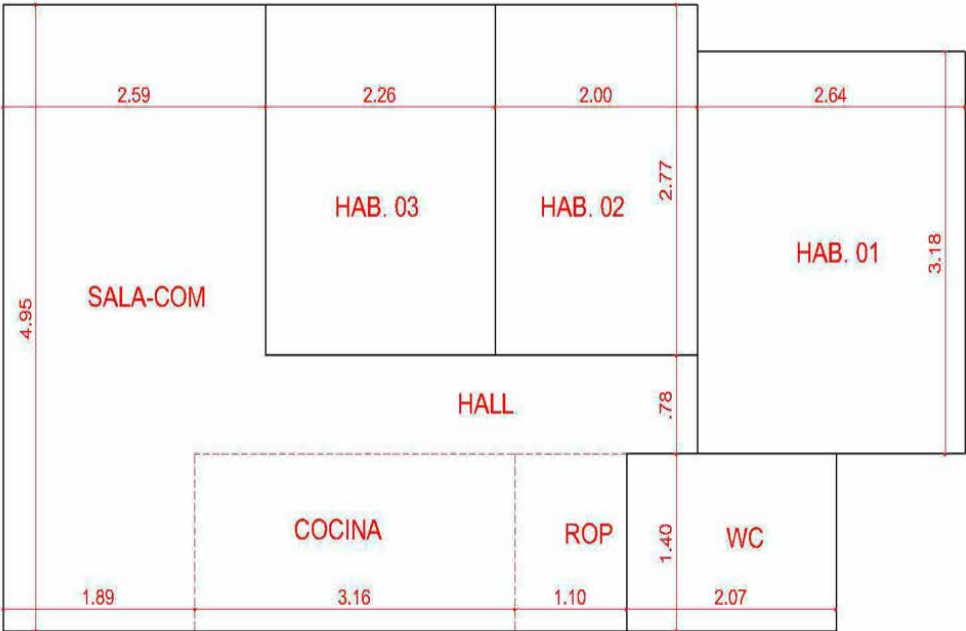 2.59
2.26
2.00
2.64
2.77
HAB. 03
HAB. 02
HAB. 01
3.18
SALA-COM
4.95
HALL
.78
COCINA
ROP
1.40
WC
1.89
3.16
1.10
2.07